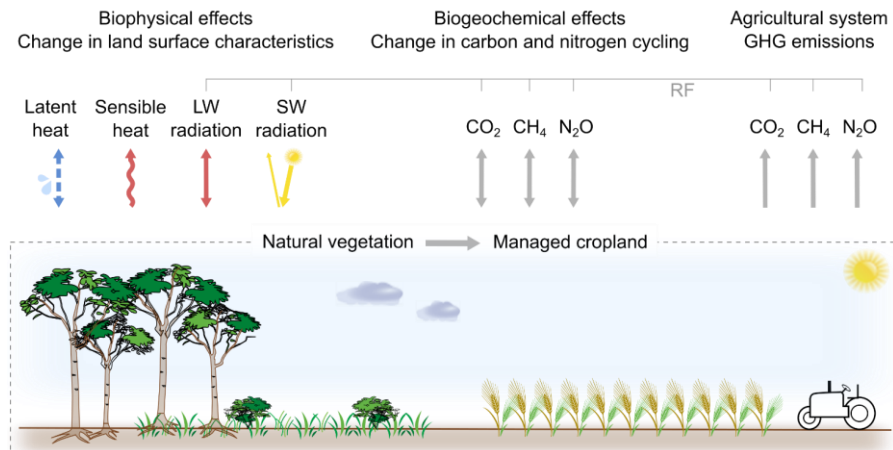 Biophysical effects
Change in land surface characteristics
Biogeochemical effects
Change in carbon and nitrogen cycling
Agricultural system
GHG emissions
RF
Latent
heat
Sensible
heat
LW
radiation
SW
radiation
CO₂
CH₄
N₂O
CO₂
CH₄
N₂O
Natural vegetation
Managed cropland